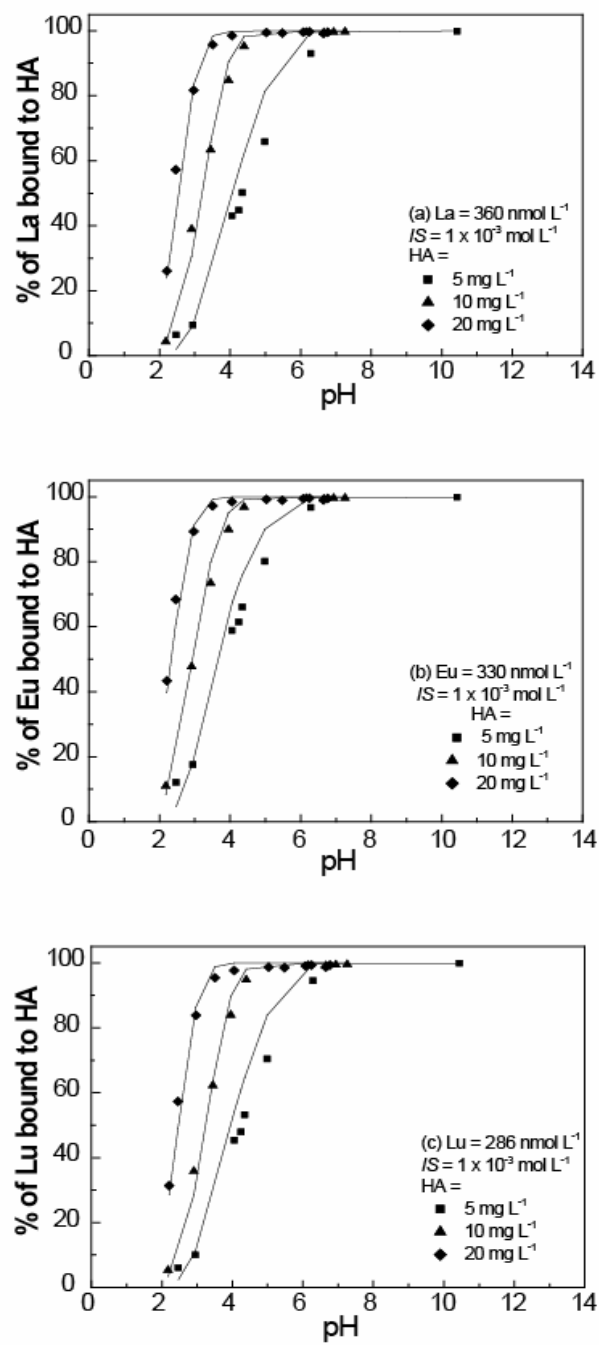 % of La bound to HA
100
80
60
40
20
0
(a) La = 360 nmol L⁻¹
IS = 1 x 10⁻³ mol L⁻¹
HA =
5 mg L⁻¹
10 mg L⁻¹
20 mg L⁻¹
0 2 4 6 8 10 12 14
pH
% of Eu bound to HA
100
80
60
40
20
0
(b) Eu = 330 nmol L⁻¹
IS = 1 x 10⁻³ mol L⁻¹
HA =
5 mg L⁻¹
10 mg L⁻¹
20 mg L⁻¹
0 2 4 6 8 10 12 14
pH
% of Lu bound to HA
100
80
60
40
20
0
(c) Lu = 286 nmol L⁻¹
IS = 1 x 10⁻³ mol L⁻¹
HA =
5 mg L⁻¹
10 mg L⁻¹
20 mg L⁻¹
0 2 4 6 8 10 12 14
pH